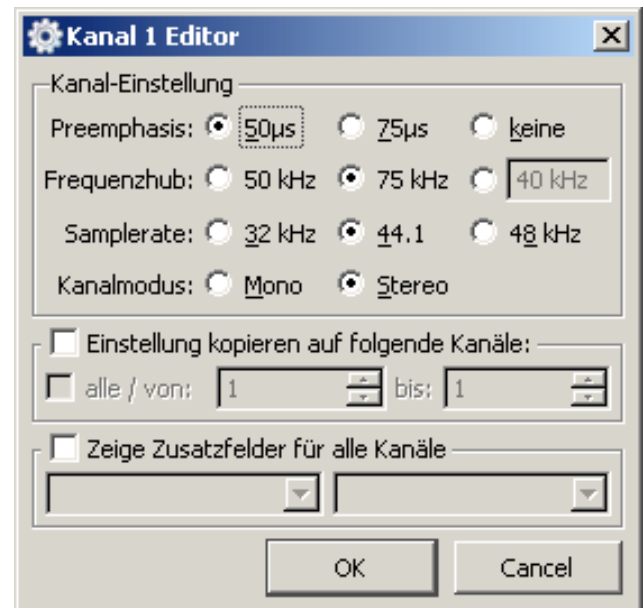 Kanal 1 Editor
Kanal-Einstellung
Preemphasis: 50µs 75µs keine
Frequenzhub: 50 kHz 75 kHz 40 kHz
Samplerate: 32 kHz 44.1 48 kHz
Kanalmodus: Mono Stereo
Einstellung kopieren auf folgende Kanäle:
alle / von: 1 bis: 1
Zeige Zusatzfelder für alle Kanäle
OK Cancel